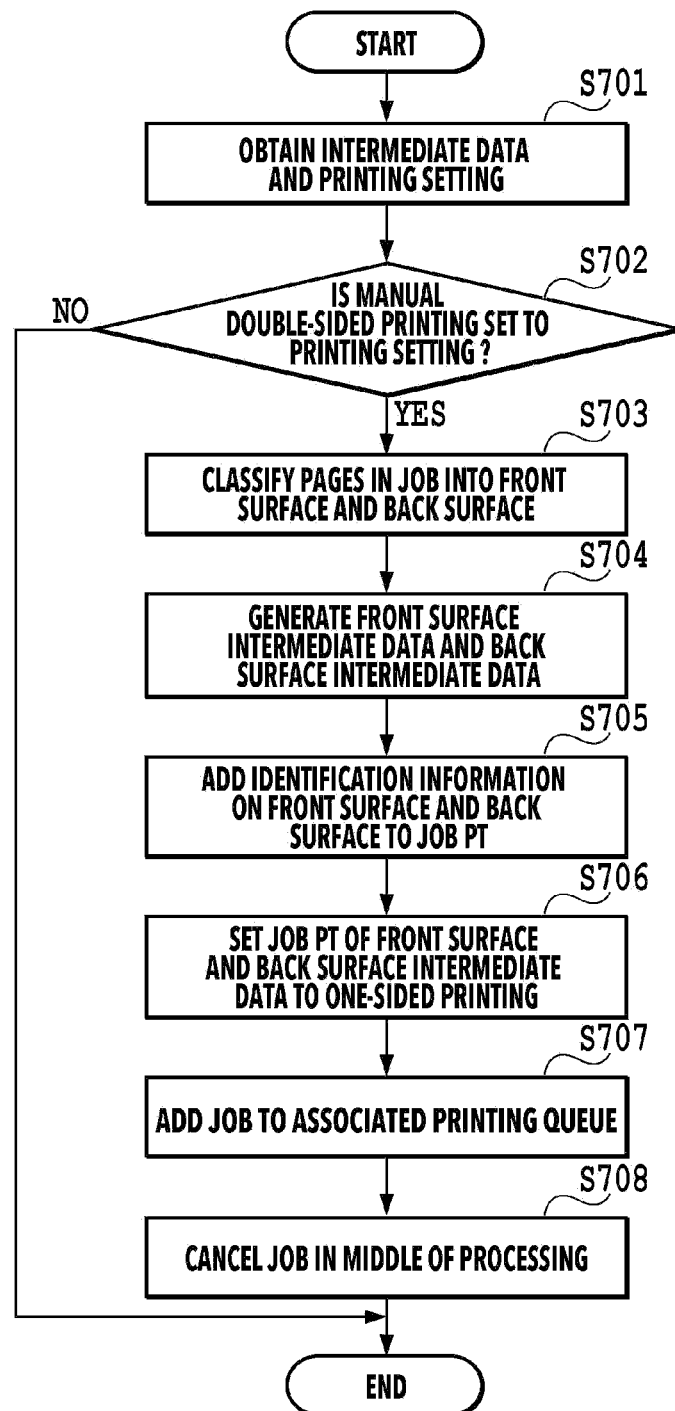 START
S701
OBTAIN INTERMEDIATE DATA
AND PRINTING SETTING
S702
IS MANUAL
DOUBLE-SIDED PRINTING SET TO
PRINTING SETTING ?
NO
YES
S703
CLASSIFY PAGES IN JOB INTO FRONT
SURFACE AND BACK SURFACE
S704
GENERATE FRONT SURFACE
INTERMEDIATE DATA AND BACK
SURFACE INTERMEDIATE DATA
S705
ADD IDENTIFICATION INFORMATION
ON FRONT SURFACE AND BACK
SURFACE TO JOB PT
S706
SET JOB PT OF FRONT SURFACE
AND BACK SURFACE INTERMEDIATE
DATA TO ONE-SIDED PRINTING
S707
ADD JOB TO ASSOCIATED PRINTING QUEUE
S708
CANCEL JOB IN MIDDLE OF PROCESSING
END